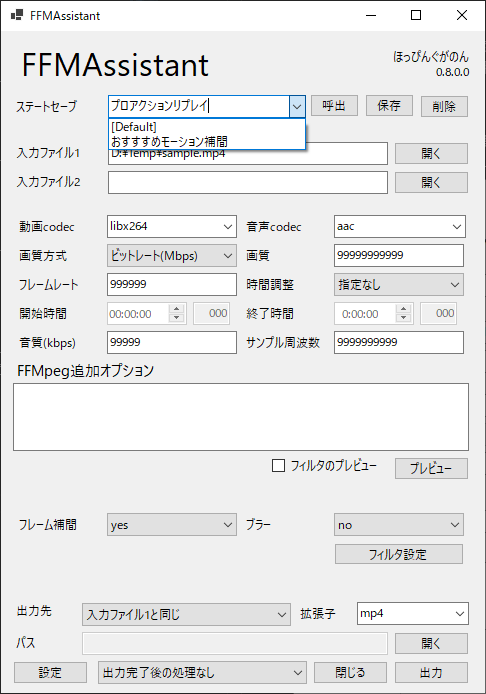 FFMAssistant
FFMAssistant
ほっぴんぐがのん
0.8.0.0
ステートセーブ プロアクションリプレイ 呼出 保存 削除
[Default]
おすすすめモーション補間
入力ファイル1 D:¥Temp¥sample.mp4 開く
入力ファイル2 開く
動画codec libx264 音声codec aac
画質方式 ビットレート(Mbps) 画質 99999999999
フレームレート 999999 時間調整 指定なし
開始時間 00:00:00 000 終了時間 0:00:00 000
音質(kbps) 99999 サンプル周波数 9999999999
FFMpeg追加オプション
フィルタのプレビュー プレビュー
フレーム補間 yes ブラー no
フィルタ設定
出力先 入力ファイル1と同じ 拡張子 mp4
パス 開く
設定 出力完了後の処理なし 閉じる 出力